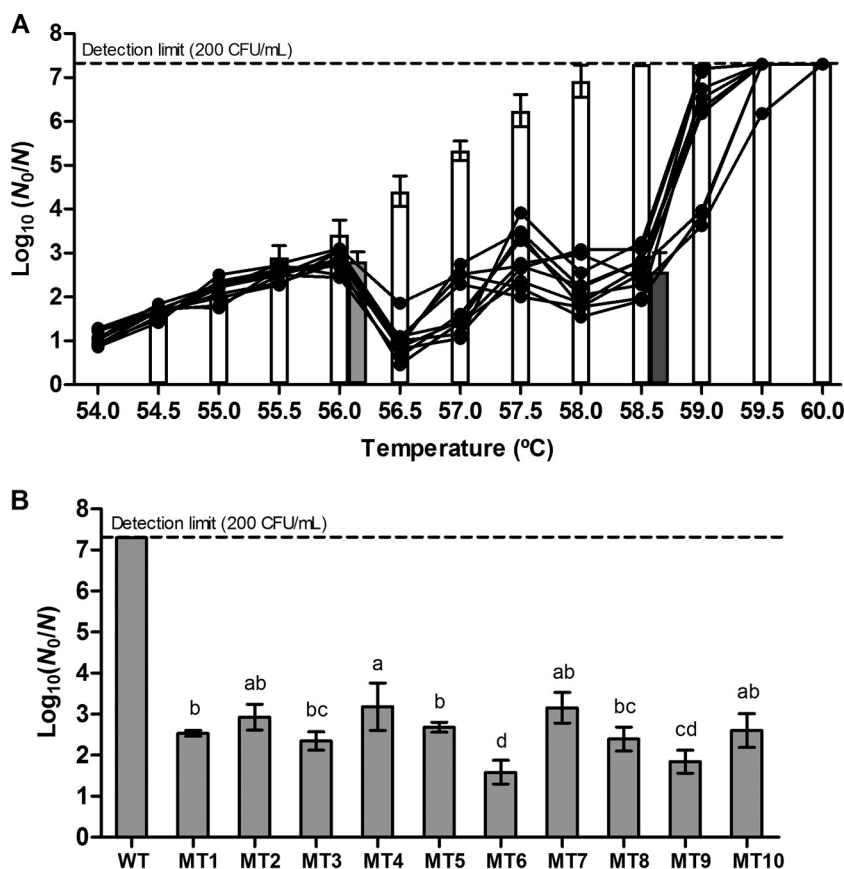 A
8
Detection limit (200 CFU/mL)
7
6
5
4
3
2
1
0
Log10 (N0/N)
54.0 54.5 55.0 55.5 56.0 56.5 57.0 57.5 58.0 58.5 59.0 59.5 60.0
Temperature (ºC)
B
8
Detection limit (200 CFU/mL)
7
6
5
4
3
2
1
0
Log10(N0/N)
b ab bc a b d ab bc cd ab
WT MT1 MT2 MT3 MT4 MT5 MT6 MT7 MT8 MT9 MT10